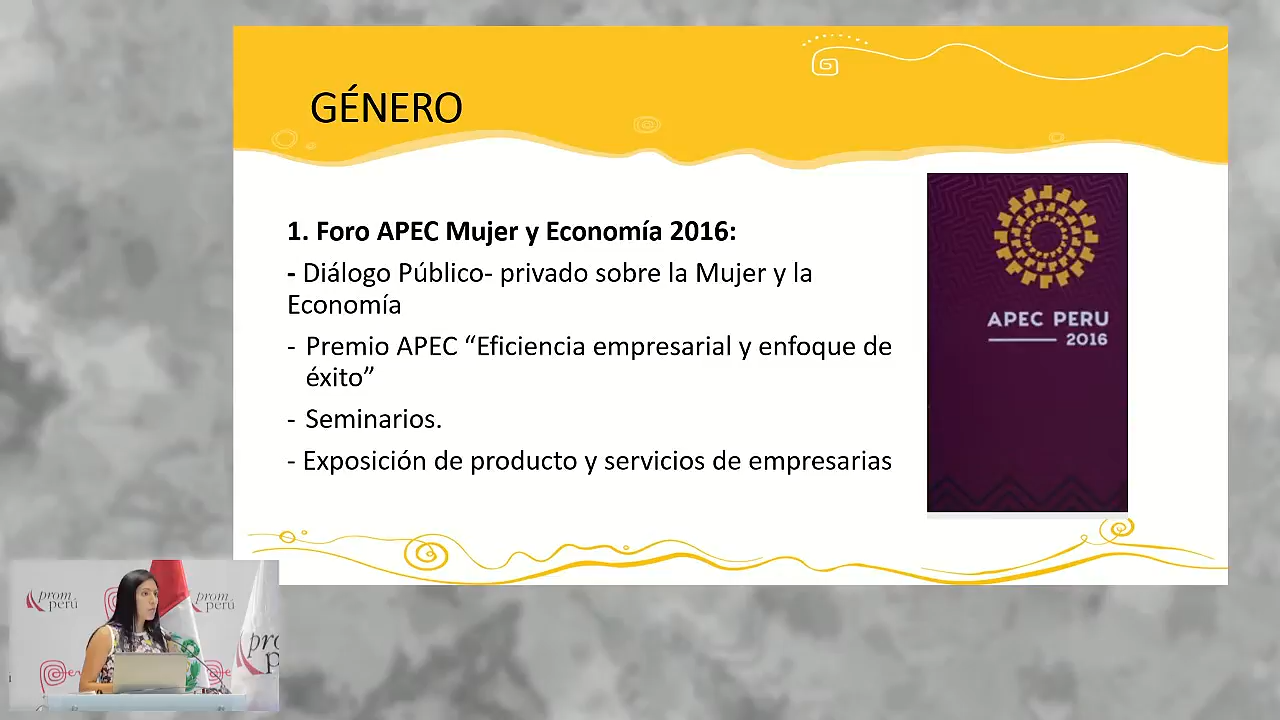 GÉNERO
1. Foro APEC Mujer y Economía 2016:
- Diálogo Público- privado sobre la Mujer y la
Economía
- Premio APEC “Eficiencia empresarial y enfoque de
éxito”
- Seminarios.
- Exposición de producto y servicios de empresarias
APEC PERU
2016
prom
perú
prom
perú